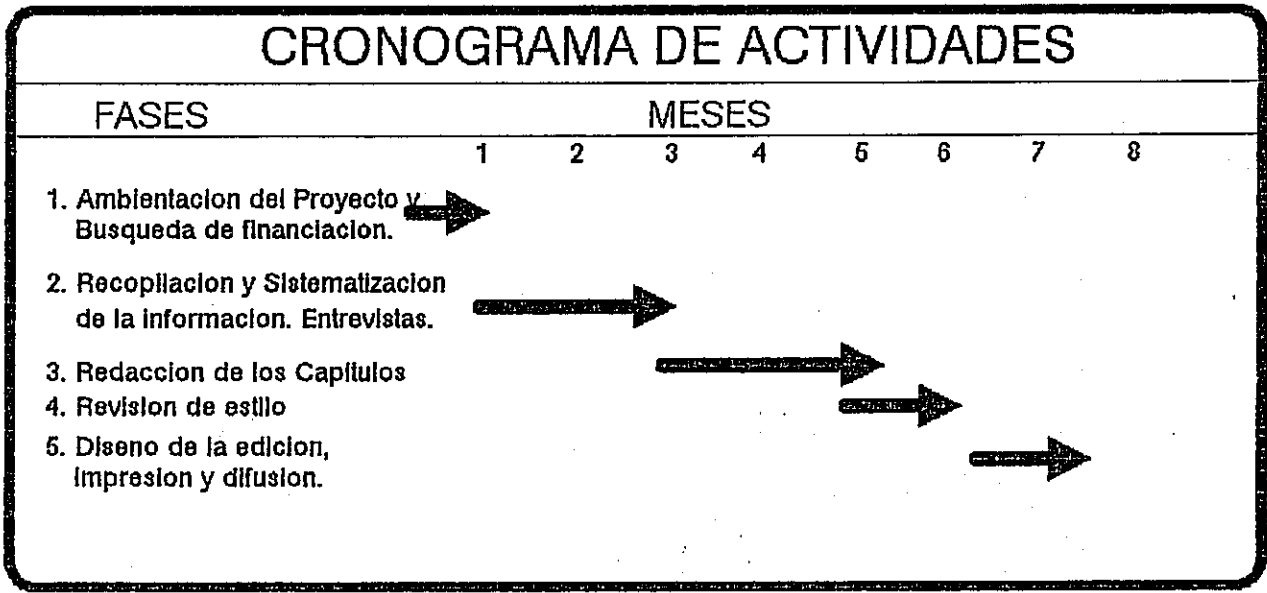 CRONOGRAMA DE ACTIVIDADES
FASES MESES
1 2 3 4 5 6 7 8
1. Ambientacion del Proyecto y
Busqueda de financiacion.
2. Recopilacion y Sistematizacion
de la informacion. Entrevistas.
3. Redaccion de los Capitulos
4. Revision de estilo
5. Diseno de la edicion,
impresion y difusion.